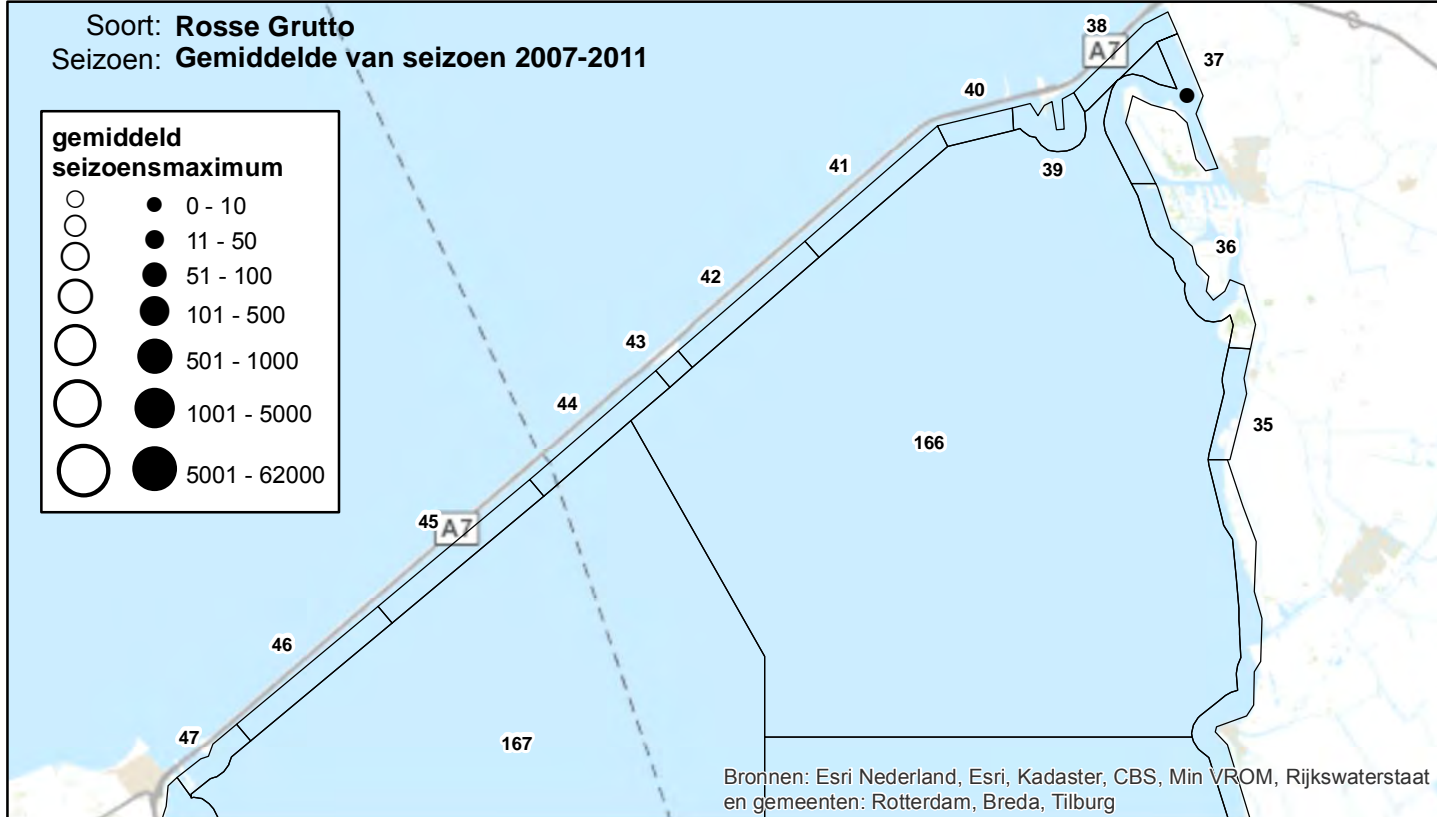 Soort: Rosse Grutto
Seizoen: Gemiddelde van seizoen 2007-2011
gemiddeld
seizoensmaximum
0 - 10
11 - 50
51 - 100
101 - 500
501 - 1000
1001 - 5000
5001 - 62000
38
A7
37
40
41
39
36
42
43
44
166
35
45
A7
46
47
167
Bronnen: Esri Nederland, Esri, Kadaster, CBS, Min VROM, Rijkswaterstaat
en gemeenten: Rotterdam, Breda, Tilburg